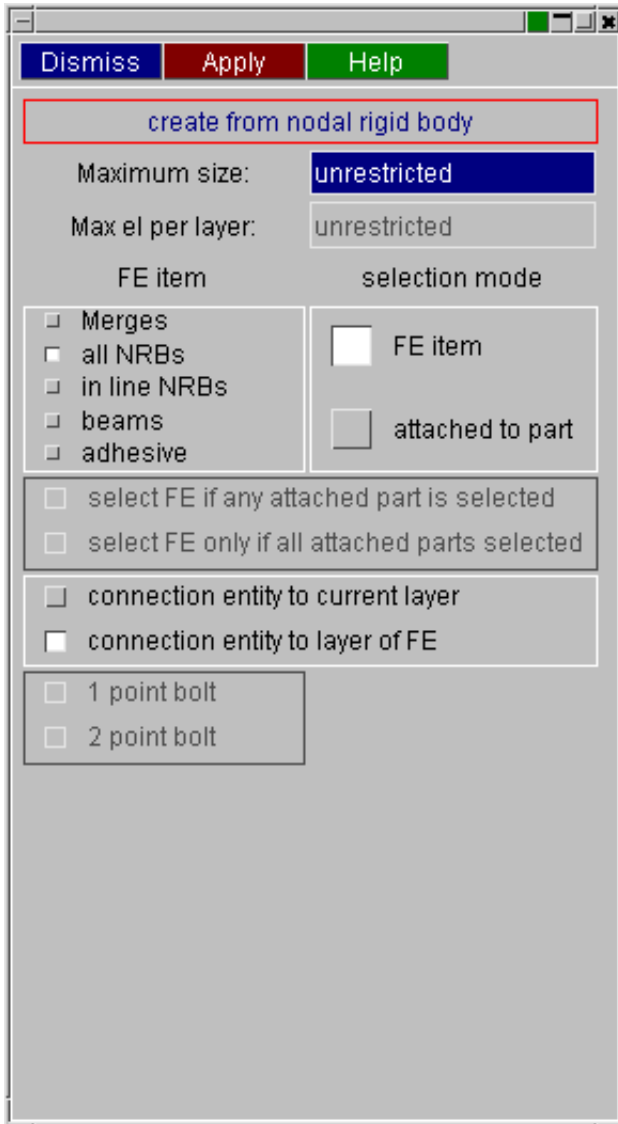 Dismiss Apply Help
create from nodal rigid body
Maximum size: unrestricted
Max el per layer: unrestricted
FE item selection mode
Merges
all NRBs
in line NRBs
beams
adhesive
FE item
attached to part
select FE if any attached part is selected
select FE only if all attached parts selected
connection entity to current layer
connection entity to layer of FE
1 point bolt
2 point bolt